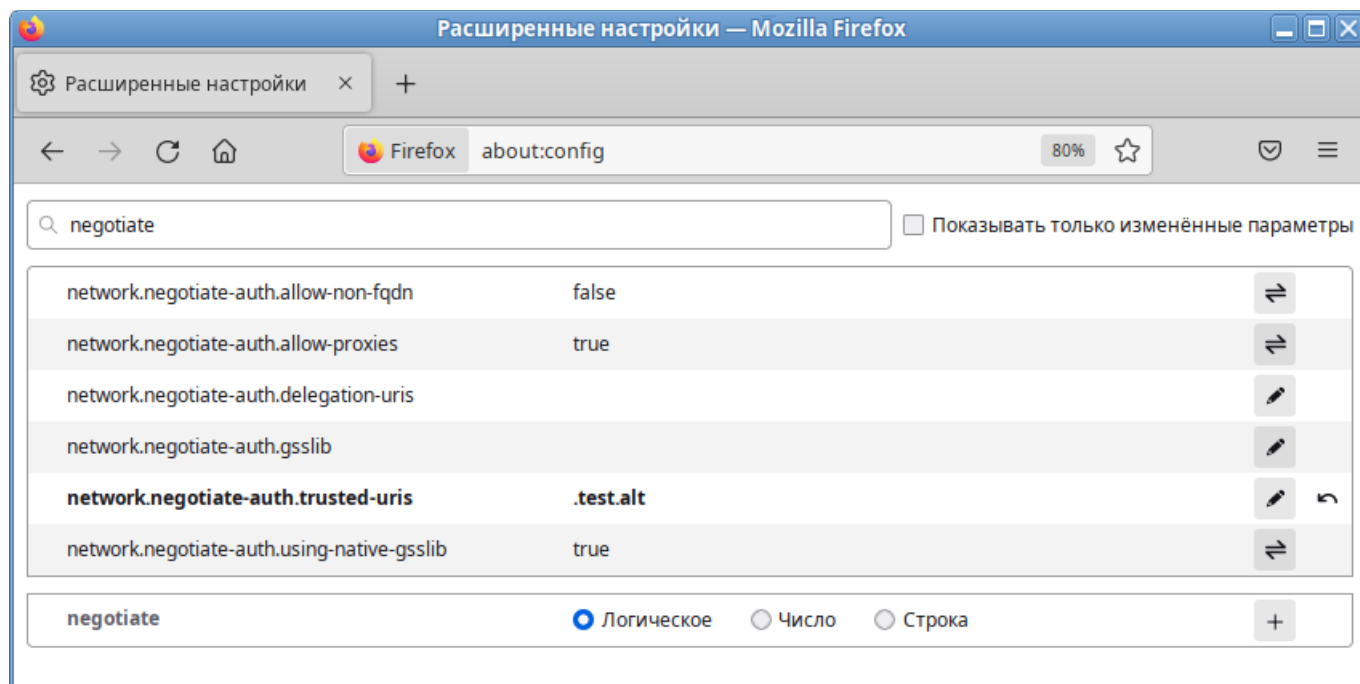 Расширенные настройки — Mozilla Firefox
Расширенные настройки
Firefox about:config 80%
negotiate Показывать только изменённые параметры
network.negotiate-auth.allow-non-fqdn false
network.negotiate-auth.allow-proxies true
network.negotiate-auth.delegation-uris
network.negotiate-auth.gsslib
network.negotiate-auth.trusted-uris .test.alt
network.negotiate-auth.using-native-gsslib true
negotiate Логическое Число Строка